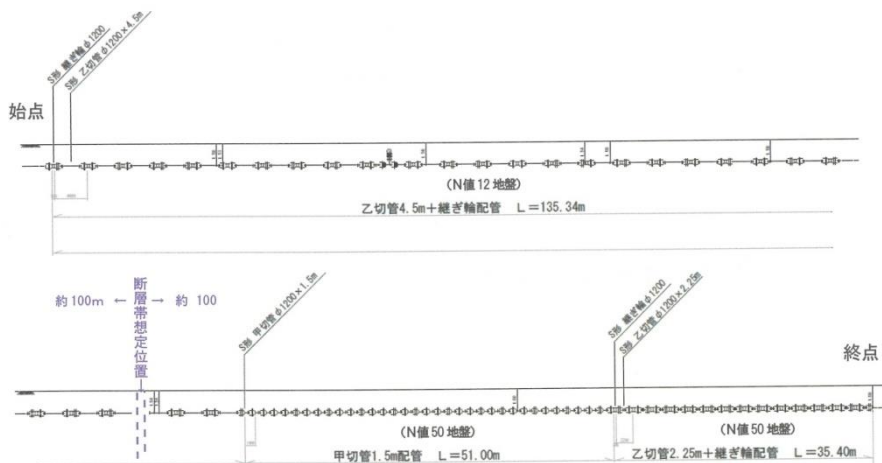 S形 継ぎ輪φ1200
S形 乙切管φ1200×4.5m
始点
(N値12地盤)
乙切管4.5m+継ぎ輪配管 L=135.34m
約100m ← 断層帯想定位置 → 約 100
S形 甲切管φ1200×1.5m
S形 継ぎ輪φ1200
S形 乙切管φ1200×2.25m
終点
(N値50地盤)
(N値50地盤)
甲切管1.5m配管 L=51.00m
乙切管2.25m+継ぎ輪配管 L=35.40m